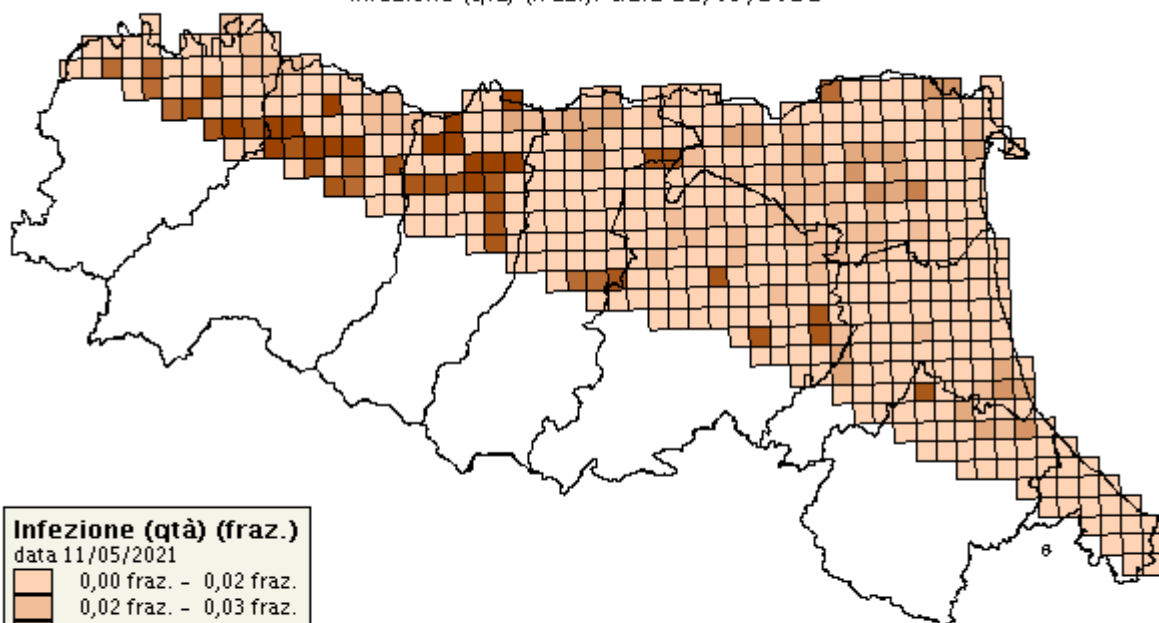 Infezione (qtà) (fraz.)
data 11/05/2021
0,00 fraz. - 0,02 fraz.
0,02 fraz. - 0,03 fraz.